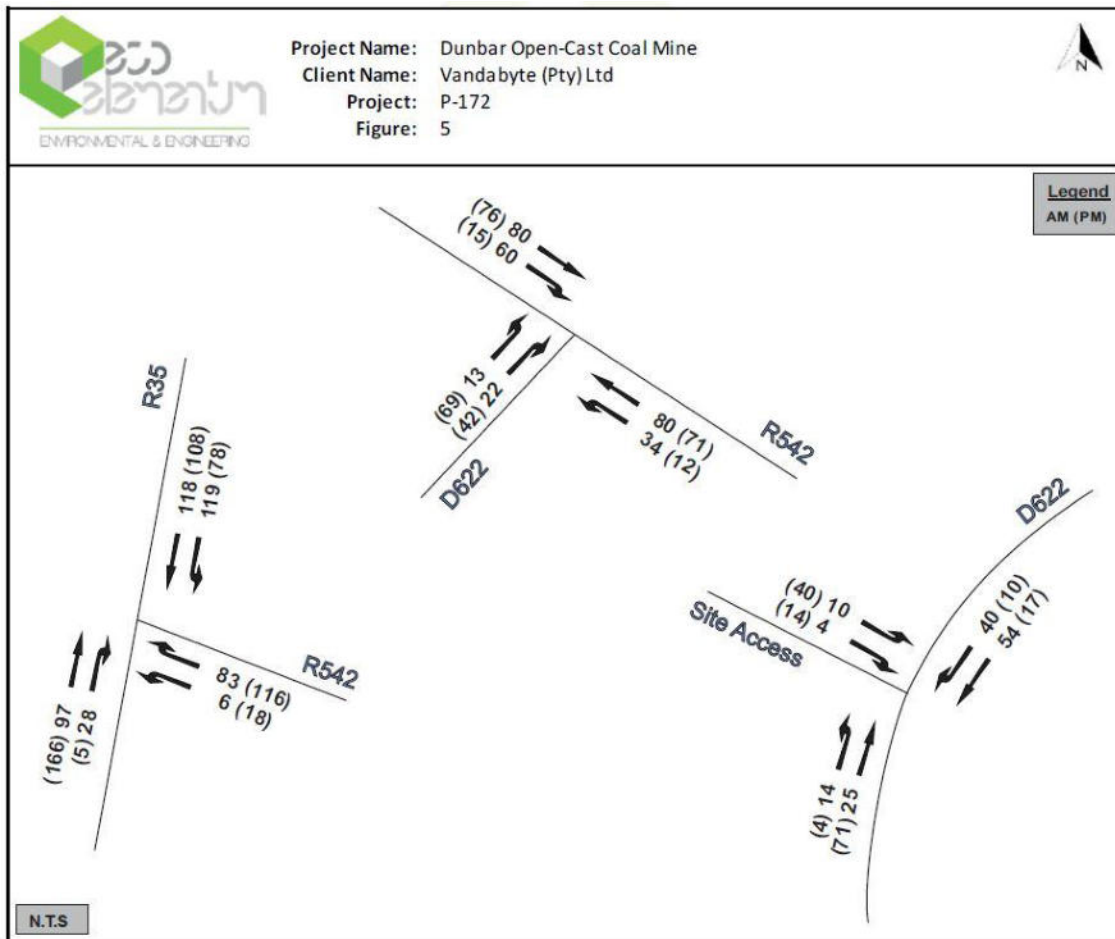 eco
elementum
ENVIRONMENTAL & ENGINEERING
Project Name: Dunbar Open-Cast Coal Mine
Client Name: Vandabyte (Pty) Ltd
Project: P-172
Figure: 5
N
Legend
AM (PM)
(76) 80
(15) 60
(69) 13
(42) 22
D622
80 (71)
34 (12)
R542
R35
118 (108)
119 (78)
(166) 97
(5) 28
83 (116)
6 (18)
R542
D622
Site Access
(40) 10
(14) 4
40 (10)
54 (17)
(4) 14
(71) 25
N.T.S